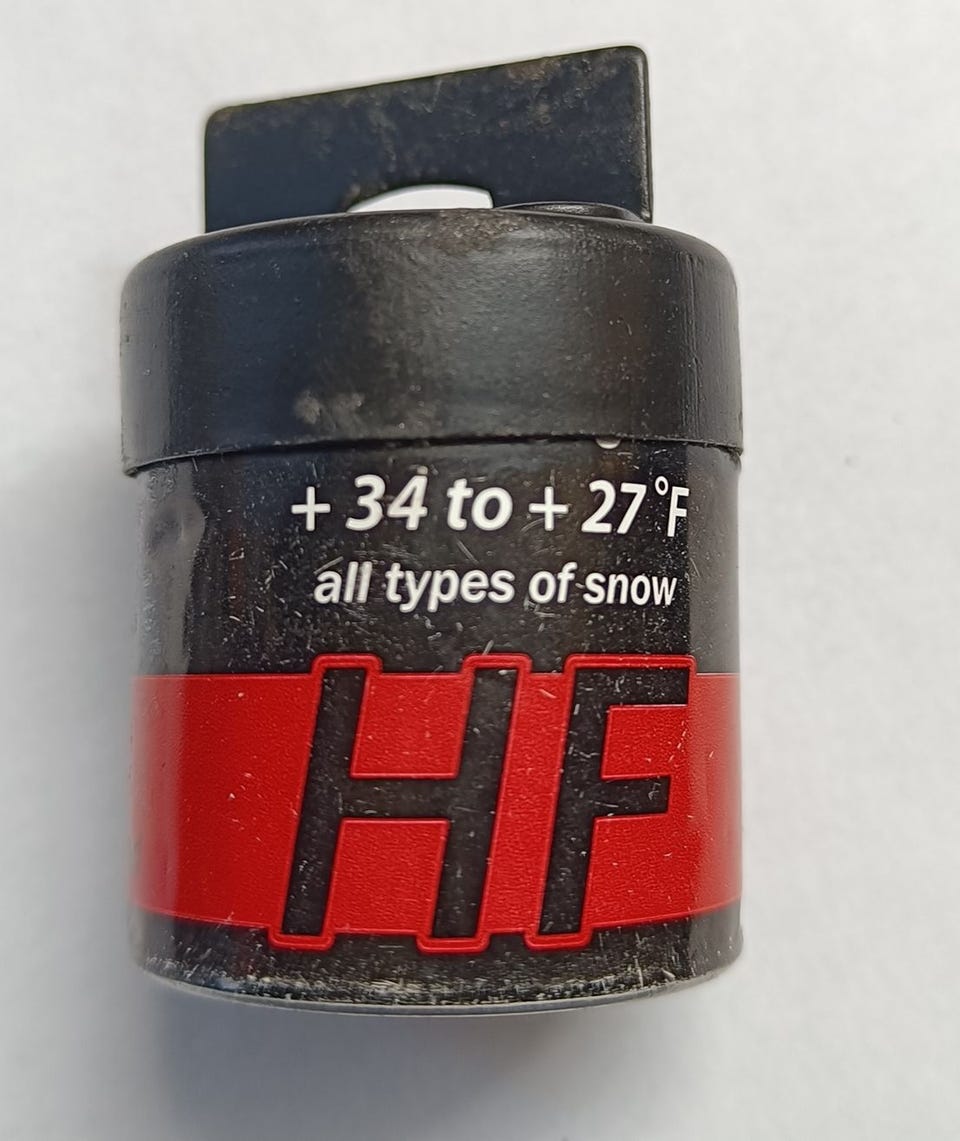 + 34 to + 27°F
all types of snow
HF